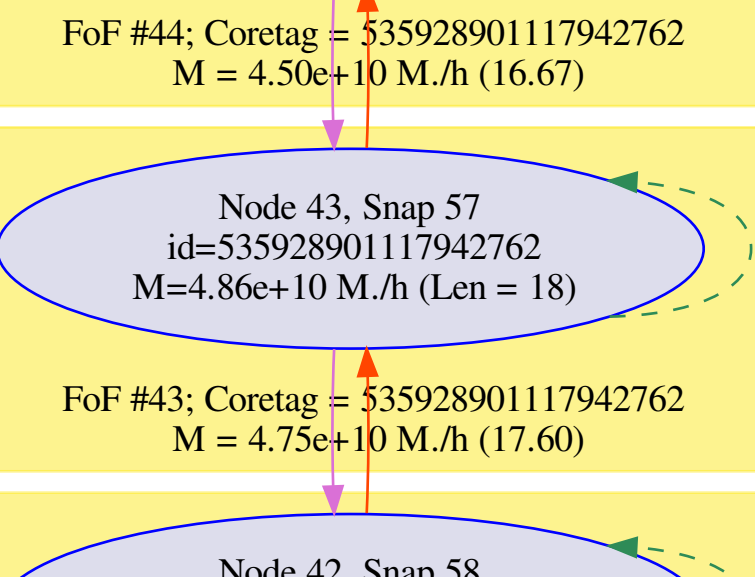 FoF #44; Coretag = 535928901117942762
M = 4.50e+10 M./h (16.67)
Node 43, Snap 57
id=535928901117942762
M=4.86e+10 M./h (Len = 18)
FoF #43; Coretag = 535928901117942762
M = 4.75e+10 M./h (17.60)
Node 42, Snap 58